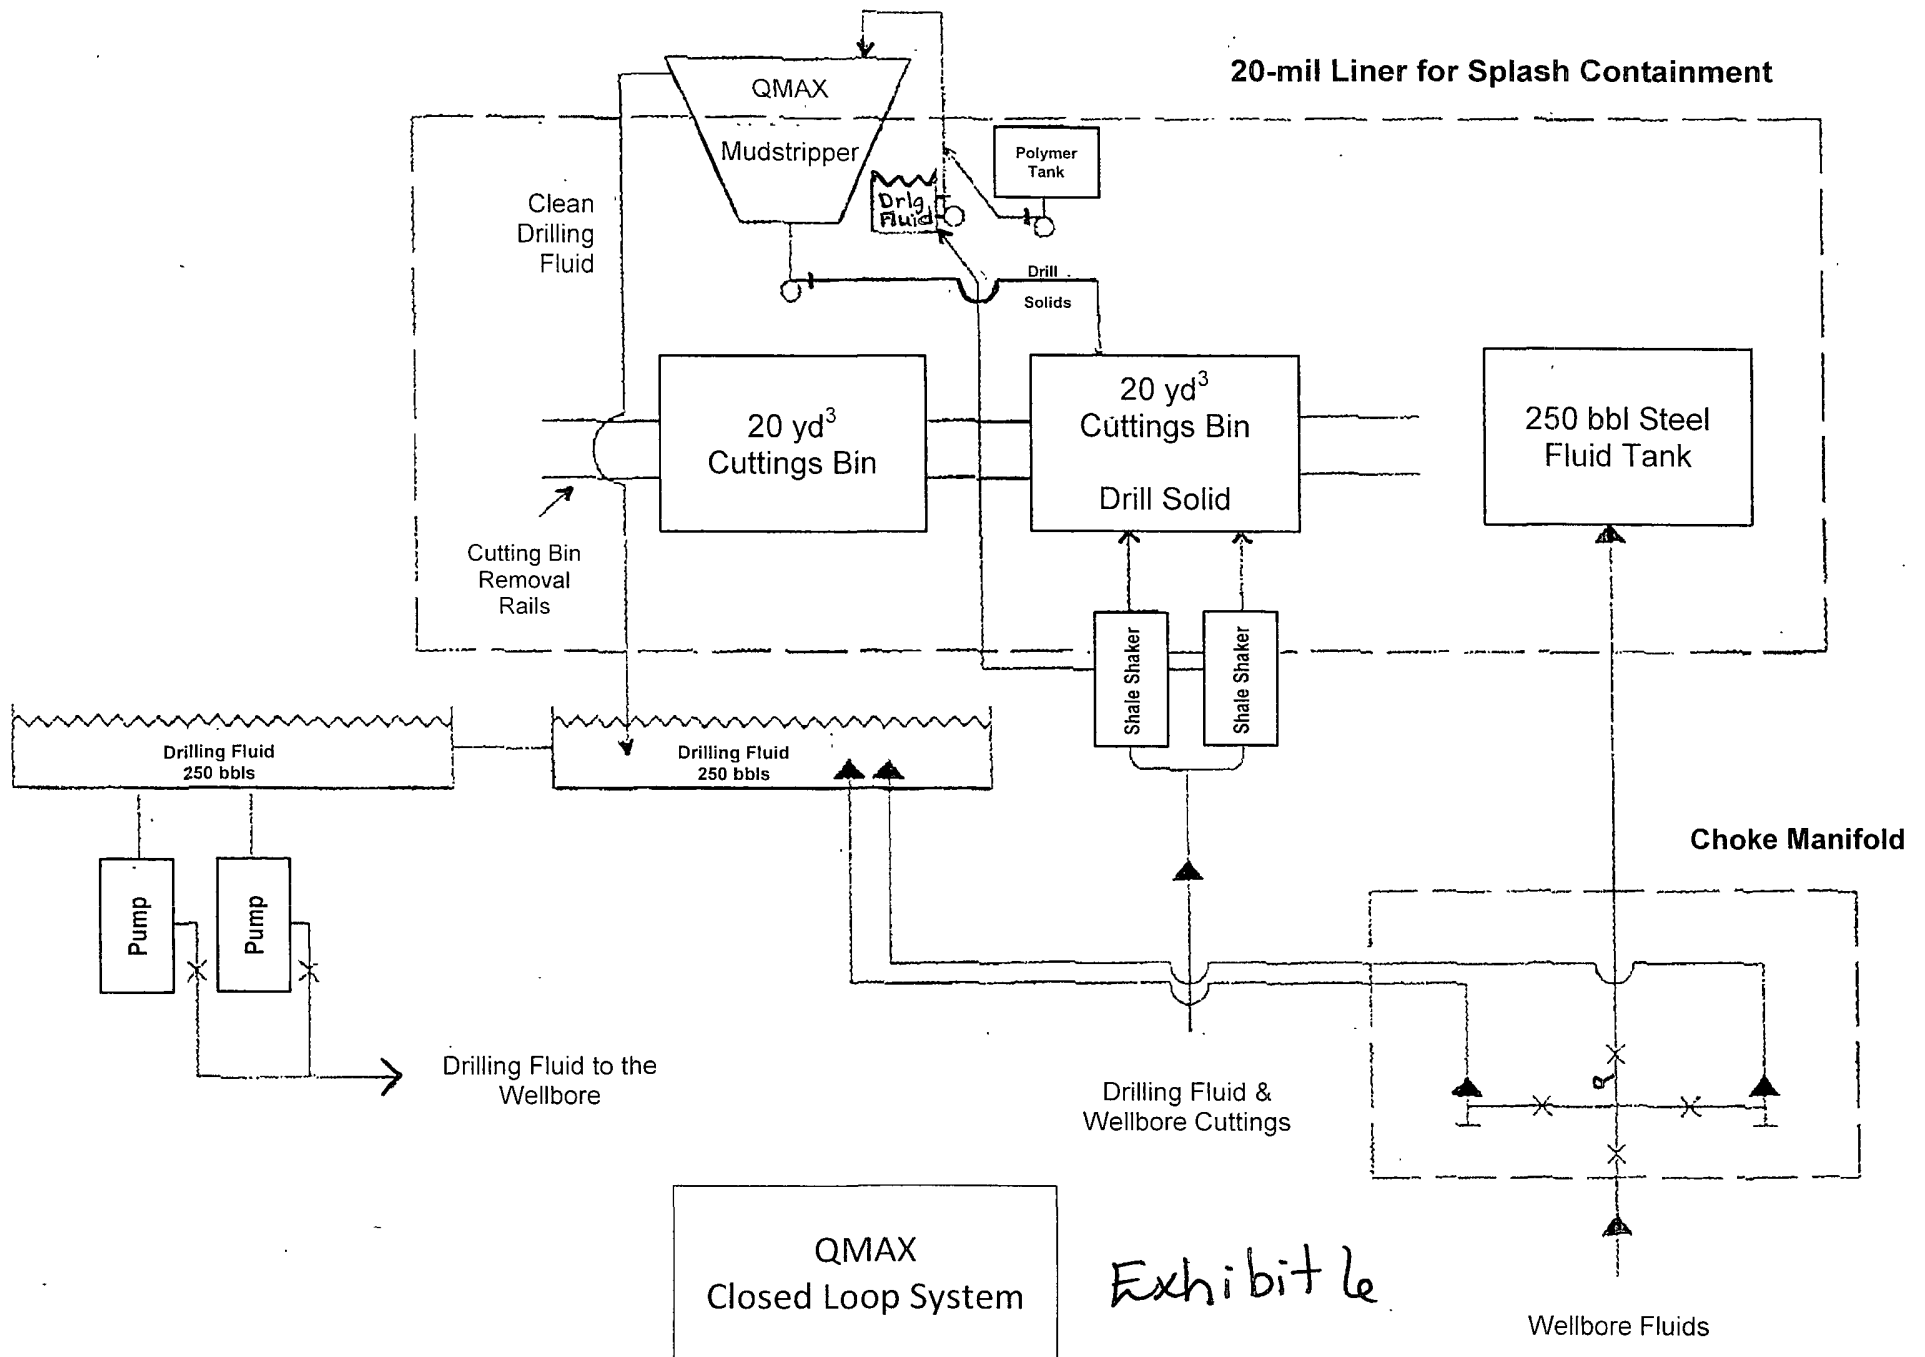 20-mil Liner for Splash Containment
QMAX
Mudstripper
Polymer
Tank
Drlg
Fluid
Clean
Drilling
Fluid
Drill
Solids
20 yd³
Cuttings Bin
20 yd³
Cuttings Bin
Drill Solid
250 bbl Steel
Fluid Tank
Cutting Bin
Removal
Rails
Shale Shaker
Shale Shaker
Drilling Fluid
250 bbls
Drilling Fluid
250 bbls
Choke Manifold
Pump
Pump
Drilling Fluid to the
Wellbore
Drilling Fluid &
Wellbore Cuttings
QMAX
Closed Loop System
Exhibit 6
Wellbore Fluids